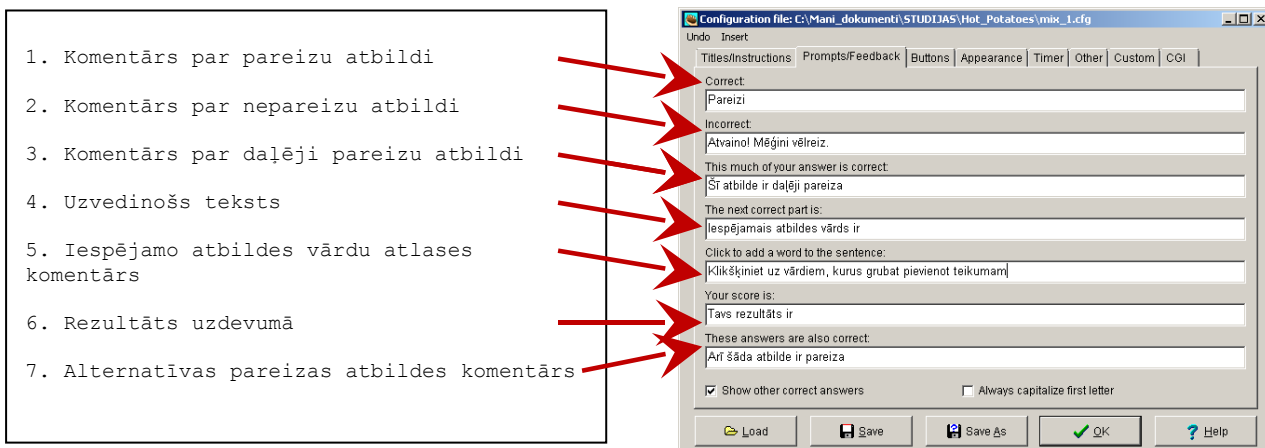 1. Komentārs par pareizu atbildi
2. Komentārs par nepareizu atbildi
3. Komentārs par daļēji pareizu atbildi
4. Uzvedinošs teksts
5. Iespējamo atbildes vārdu atlases
komentārs
6. Rezultāts uzdevumā
7. Alternatīvas pareizas atbildes komentārs
Configuration file: C:\Mani_dokumenti\STUDIJAS\Hot_Potatoes\mix_1.cfg
Undo Insert
Titles/Instructions Prompts/Feedback Buttons Appearance Timer Other Custom CGI
Correct:
Pareizi
Incorrect:
Atvaino! Mēģini vēlreiz.
This much of your answer is correct:
Šī atbilde ir daļēji pareiza
The next correct part is:
Iespējamais atbildes vārds ir
Click to add a word to the sentence:
Klikšķiniet uz vārdiem, kurus grubat pievienot teikumam
Your score is:
Tavs rezultāts ir
These answers are also correct:
Arī šāda atbilde ir pareiza
Show other correct answers Always capitalize first letter
Load Save Save As OK Help